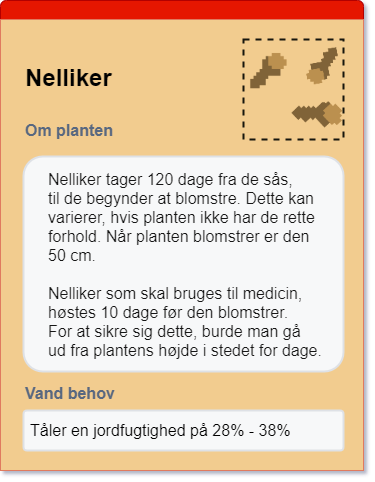 Nelliker
Om planten
Nelliker tager 120 dage fra de sås,
til de begynder at blomstre. Dette kan
varierer, hvis planten ikke har de rette
forhold. Når planten blomstrer er den
50 cm.
Nelliker som skal bruges til medicin,
høstes 10 dage før den blomstrer.
For at sikre sig dette, burde man gå
ud fra plantens højde i stedet for dage.
Vand behov
Tåler en jordfugtighed på 28% - 38%